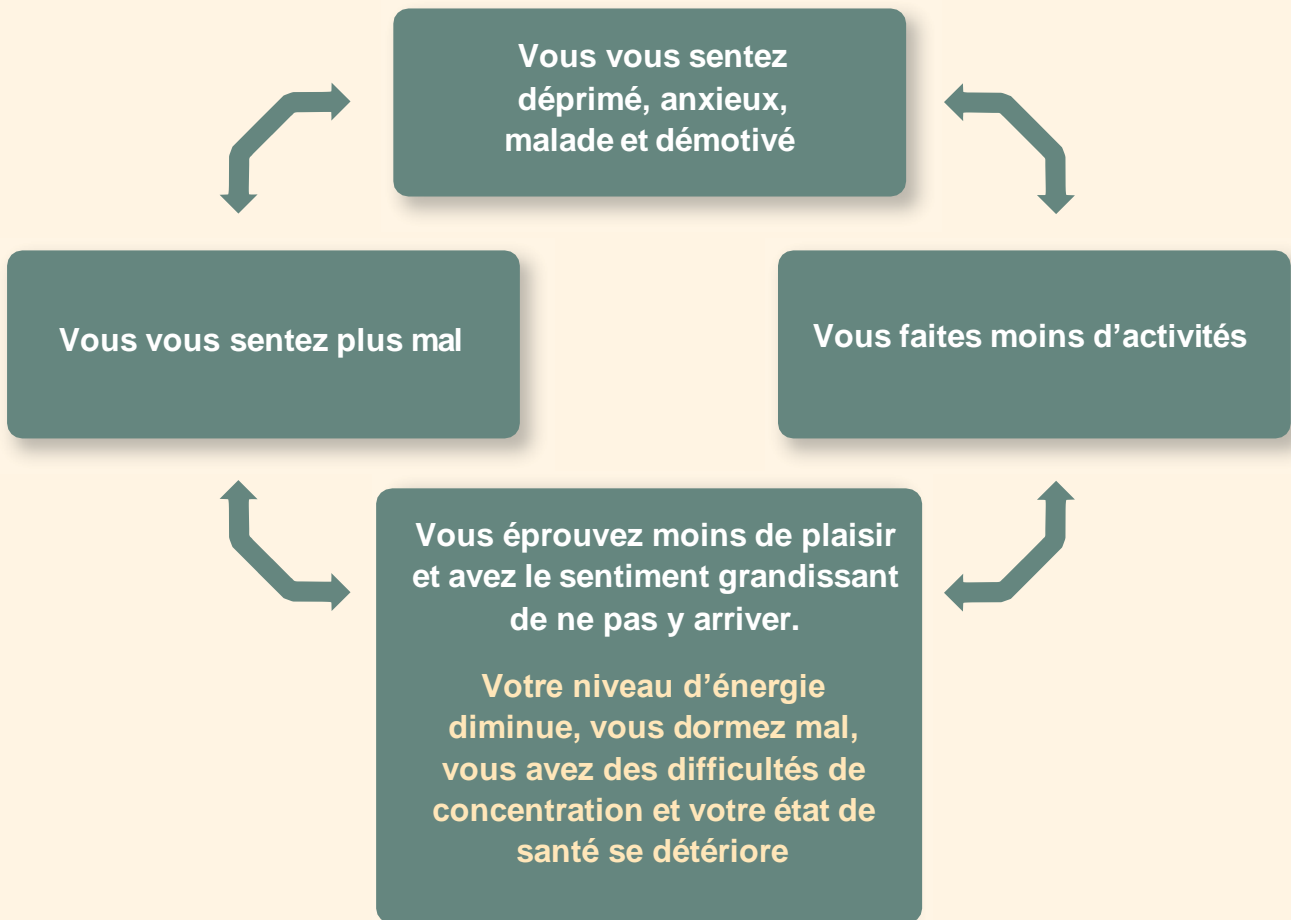 Vous vous sentez
déprimé, anxieux,
malade et démotivé
Vous vous sentez plus mal
Vous faites moins d’activités
Vous éprouvez moins de plaisir
et avez le sentiment grandissant
de ne pas y arriver.
Votre niveau d’énergie
diminue, vous dormez mal,
vous avez des difficultés de
concentration et votre état de
santé se détériore